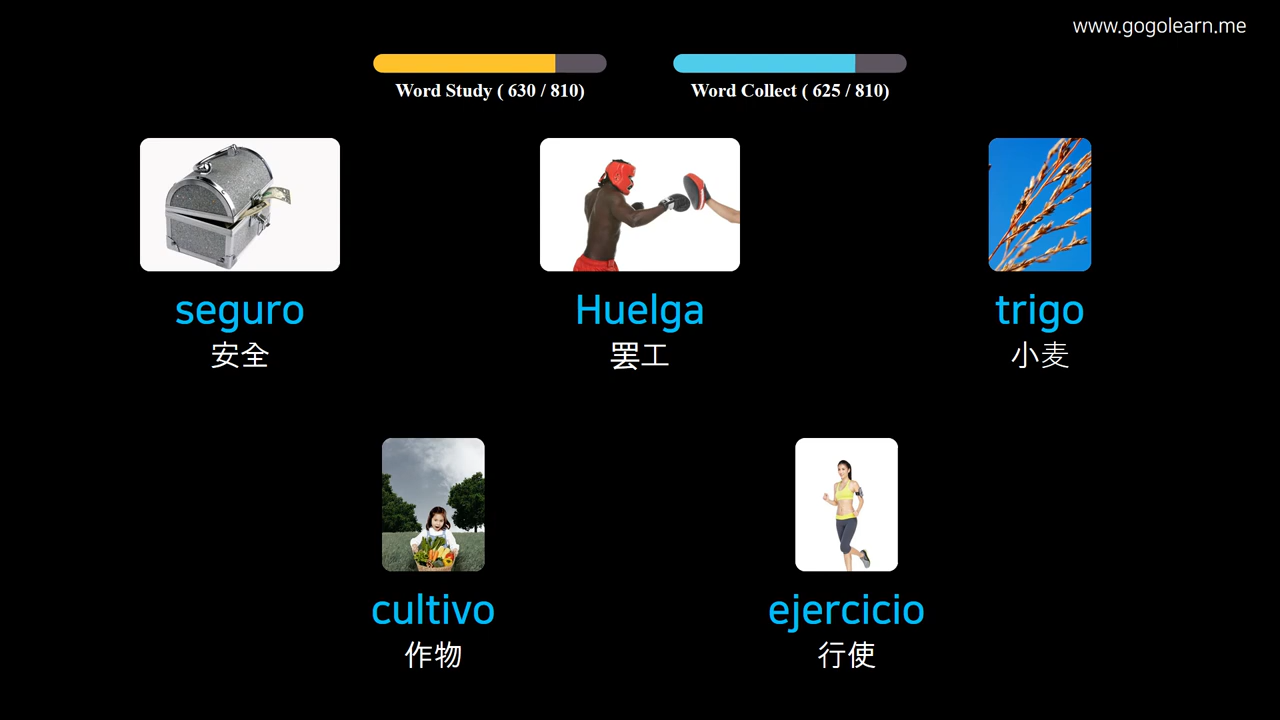 www.gogolearn.me
Word Study ( 630 / 810)
Word Collect ( 625 / 810)
seguro
安全
Huelga
罢工
trigo
小麦
cultivo
作物
ejercicio
行使